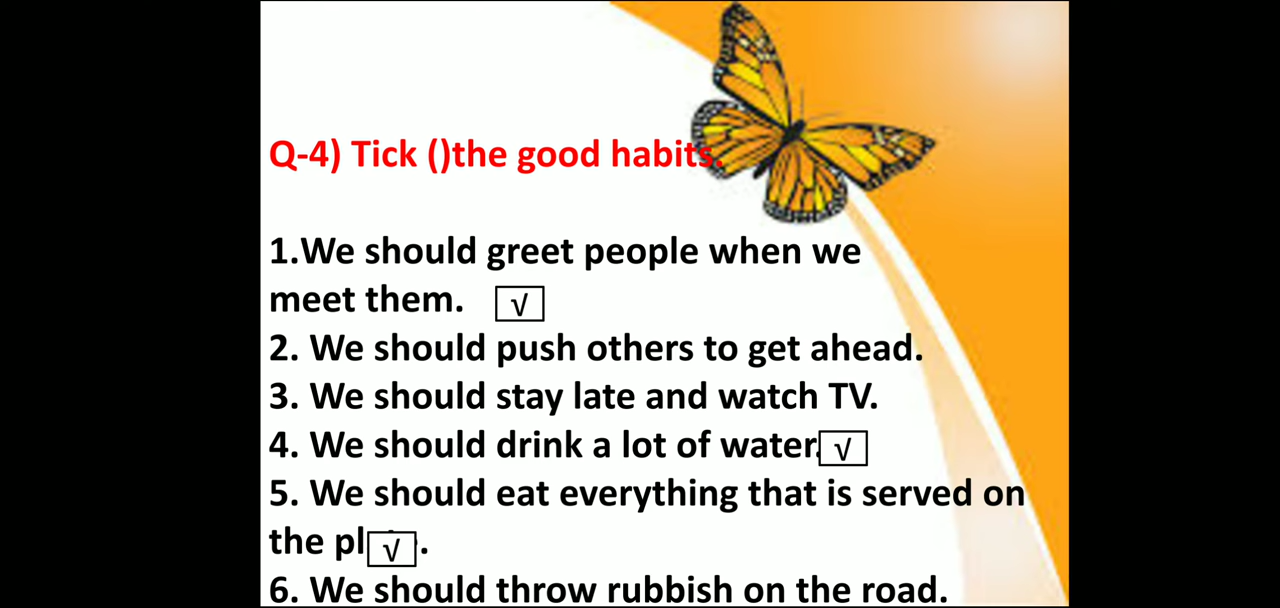 Q-4) Tick ()the good habits.
1.We should greet people when we
meet them. √
2. We should push others to get ahead.
3. We should stay late and watch TV.
4. We should drink a lot of water. √
5. We should eat everything that is served on
the √ .
6. We should throw rubbish on the road.